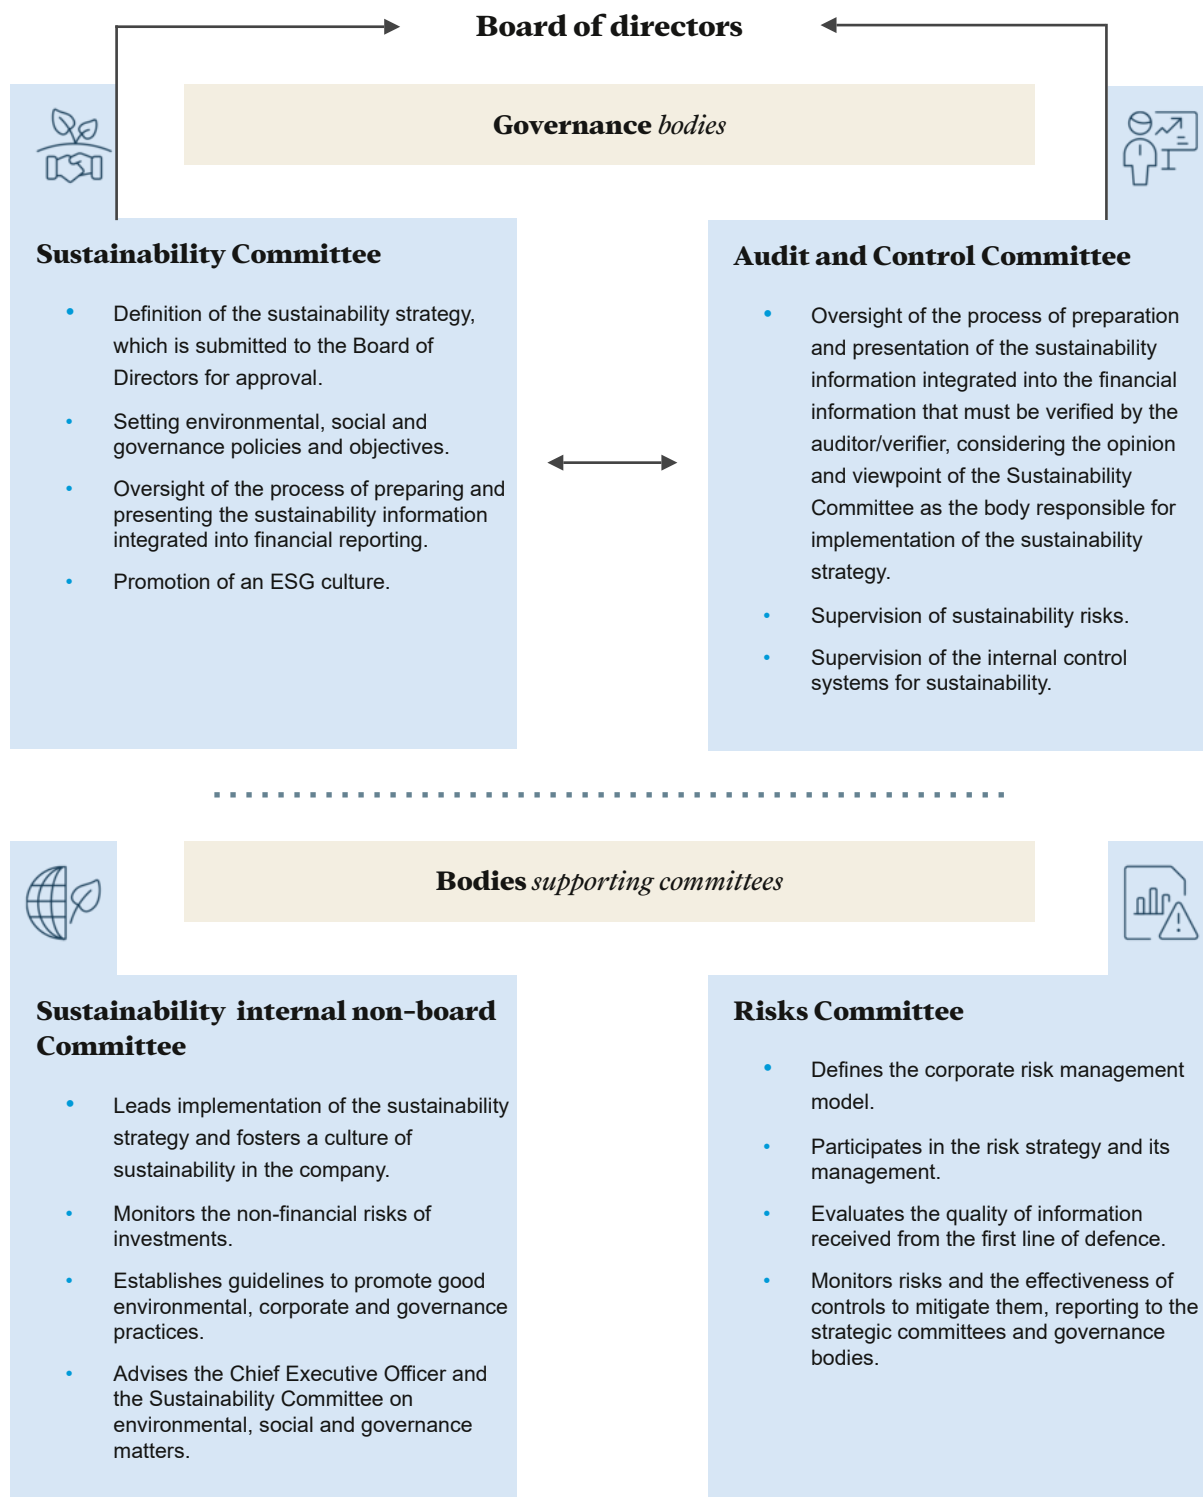 Board of directors
Governance bodies
Sustainability Committee
• Definition of the sustainability strategy,
which is submitted to the Board of
Directors for approval.
• Setting environmental, social and
governance policies and objectives.
• Oversight of the process of preparing and
presenting the sustainability information
integrated into financial reporting.
• Promotion of an ESG culture.
Audit and Control Committee
• Oversight of the process of preparation
and presentation of the sustainability
information integrated into the financial
information that must be verified by the
auditor/verifier, considering the opinion
and viewpoint of the Sustainability
Committee as the body responsible for
implementation of the sustainability
strategy.
• Supervision of sustainability risks.
• Supervision of the internal control
systems for sustainability.
Bodies supporting committees
Sustainability internal non-board
Committee
• Leads implementation of the sustainability
strategy and fosters a culture of
sustainability in the company.
• Monitors the non-financial risks of
investments.
• Establishes guidelines to promote good
environmental, corporate and governance
practices.
• Advises the Chief Executive Officer and
the Sustainability Committee on
environmental, social and governance
matters.
Risks Committee
• Defines the corporate risk management
model.
• Participates in the risk strategy and its
management.
• Evaluates the quality of information
received from the first line of defence.
• Monitors risks and the effectiveness of
controls to mitigate them, reporting to the
strategic committees and governance
bodies.